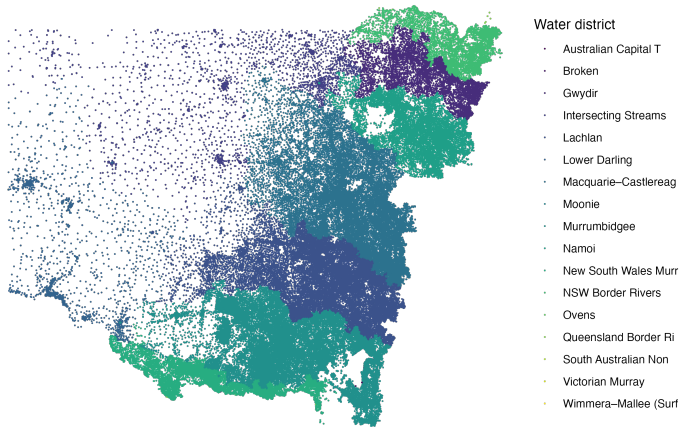 Water district
Australian Capital T
Broken
Gwydir
Intersecting Streams
Lachlan
Lower Darling
Macquarie–Castlereag
Moonie
Murrumbidgee
Namoi
New South Wales Murr
NSW Border Rivers
Ovens
Queensland Border Ri
South Australian Non
Victorian Murray
Wimmera–Mallee (Surf